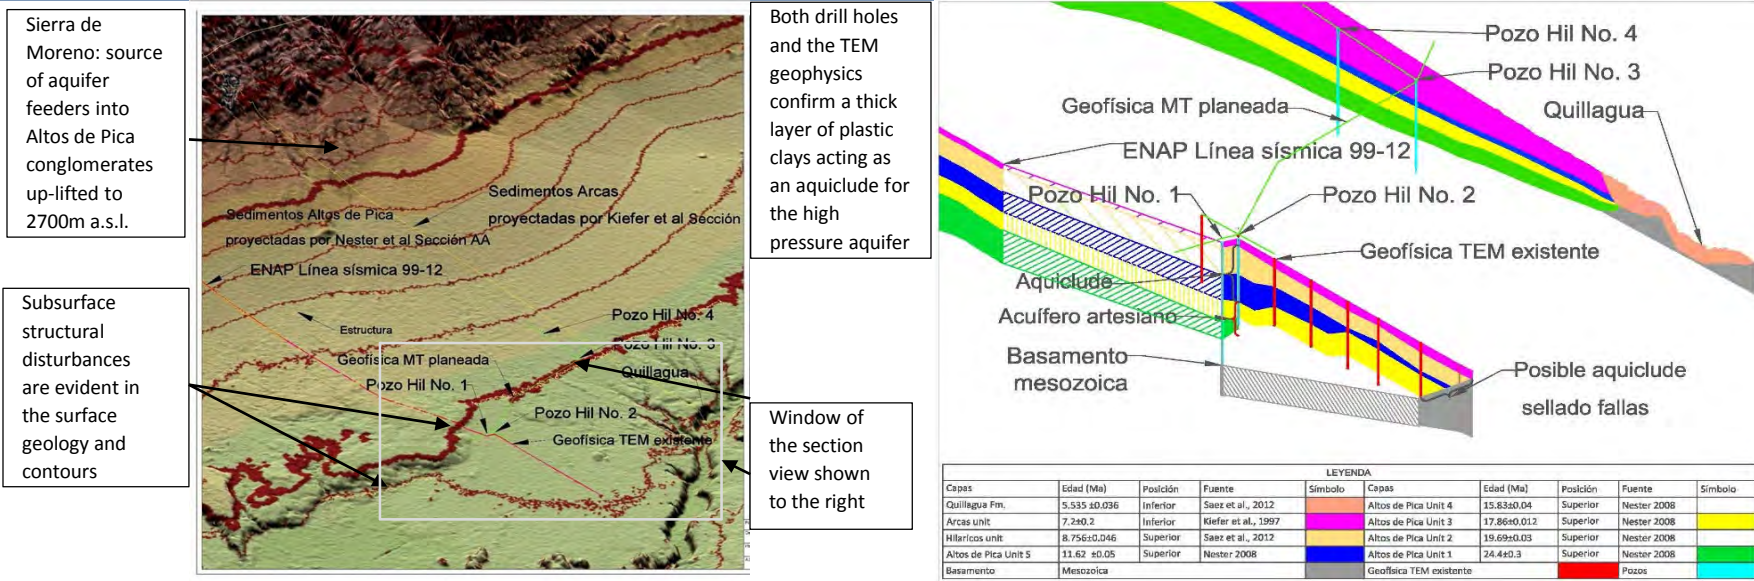 Sierra de
Moreno: source
of aquifer
feeders into
Altos de Pica
conglomerates
up-lifted to
2700m a.s.l.
Subsurface
structural
disturbances
are evident in
the surface
geology and
contours
Sedimentos Arcas
proyectadas por Kiefer et al Sección
Sedimentos Altos de Pica
proyectadas por Nester et al Sección AA
ENAP Línea sísmica 99-12
Estructura
Pozo Hil No. 4
Pozo Hil No. 3
Geofísica MT planeada
Quillagua
Pozo Hil No. 1
Pozo Hil No. 2
Geofísica TEM existente
Both drill holes
and the TEM
geophysics
confirm a thick
layer of plastic
clays acting as
an aquiclude for
the high
pressure aquifer
Window of
the section
view shown
to the right
Pozo Hil No. 4
Pozo Hil No. 3
Geofísica MT planeada
Quillagua
ENAP Línea sísmica 99-12
Pozo Hil No. 1
Pozo Hil No. 2
Geofísica TEM existente
Aquiclude
Acuífero artesiano
Basamento
mesozoica
Posible aquiclude
sellado fallas
LEYENDA
Capas Edad (Ma) Posición Fuente Símbolo Capas Edad (Ma) Posición Fuente Símbolo
Quillagua Fm. 5.535 ±0.036 Inferior Saez et al., 2012 Altos de Pica Unit 4 15.83±0.04 Superior Nester 2008
Arcas unit 7.2±0.2 Inferior Kiefer et al., 1997 Altos de Pica Unit 3 17.86±0.012 Superior Nester 2008
Hilaricos unit 8.756±0.046 Superior Saez et al., 2012 Altos de Pica Unit 2 19.69±0.03 Superior Nester 2008
Altos de Pica Unit 5 11.62 ±0.05 Superior Nester 2008 Altos de Pica Unit 1 24.4±0.3 Superior Nester 2008
Basamento Mesozoica Geofísica TEM existente Pozos